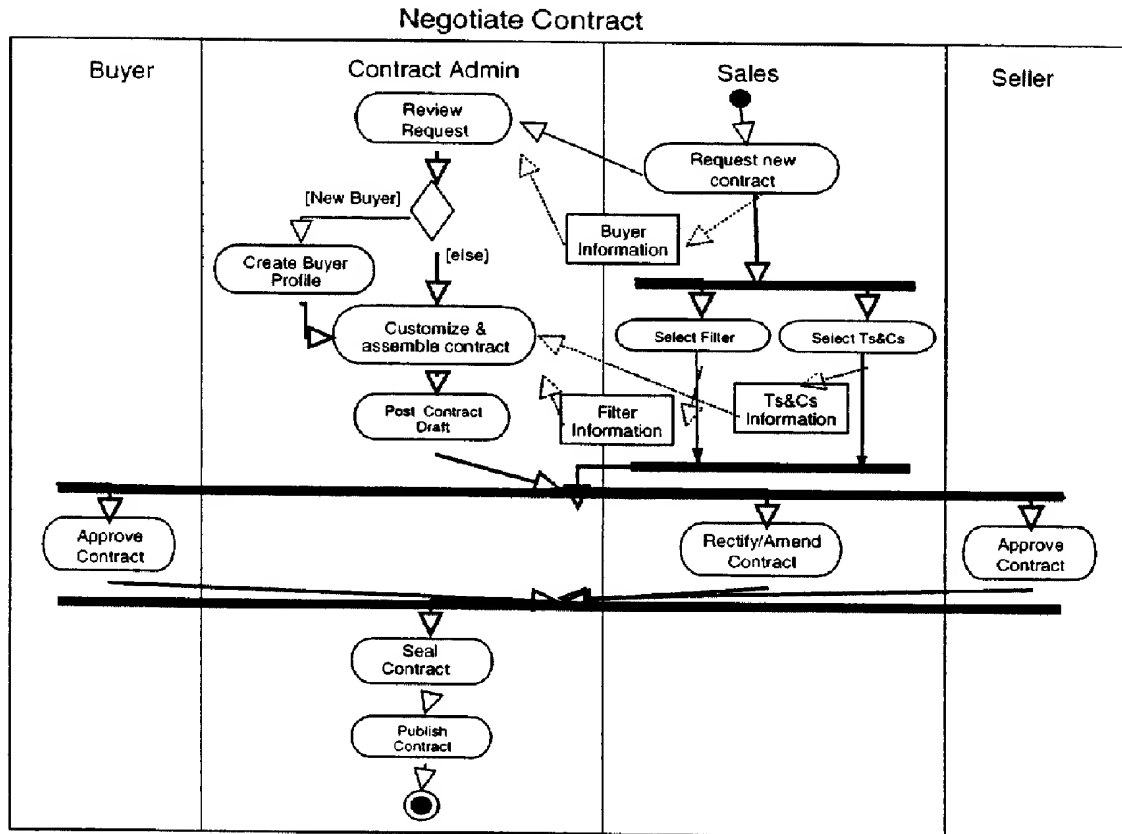 Negotiate Contract
Buyer
Contract Admin
Sales
Seller
Review
Request
Request new
contract
[New Buyer]
Buyer
Information
Create Buyer
Profile
[else]
Customize &
assemble contract
Select Filter
Select Ts&Cs
Post Contract
Draft
Filter
Information
Ts&Cs
Information
Approve
Contract
Rectify/Amend
Contract
Approve
Contract
Seal
Contract
Publish
Contract